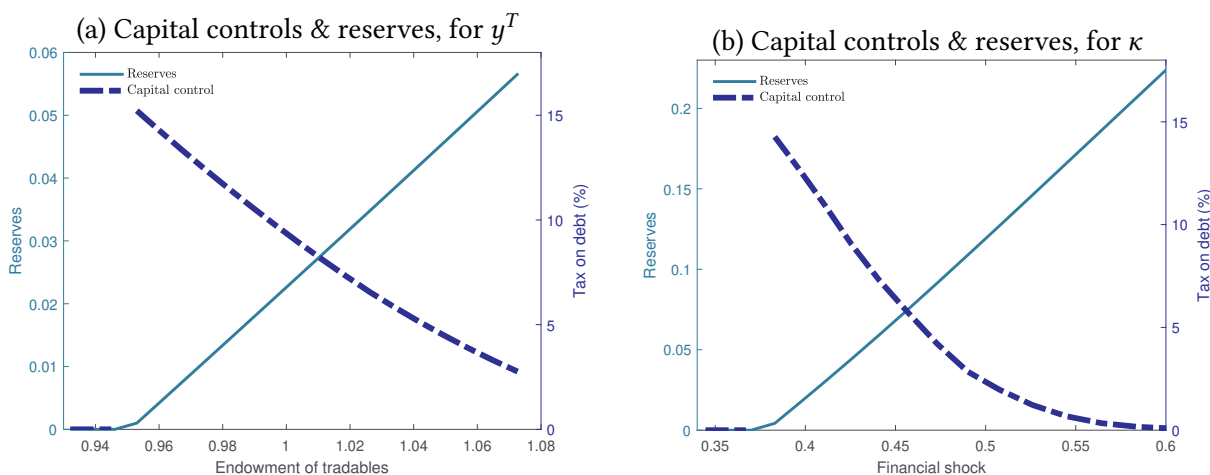 (a) Capital controls & reserves, for y^T
Reserves
Capital control
0.06
0.05
0.04
0.03
0.02
0.01
0
Reserves
15
10
5
0
Tax on debt (%)
0.94 0.96 0.98 1 1.02 1.04 1.06 1.08
Endowment of tradables
(b) Capital controls & reserves, for κ
Reserves
Capital control
0.2
0.15
0.1
0.05
0
Reserves
15
10
5
0
Tax on debt (%)
0.35 0.4 0.45 0.5 0.55 0.6
Financial shock